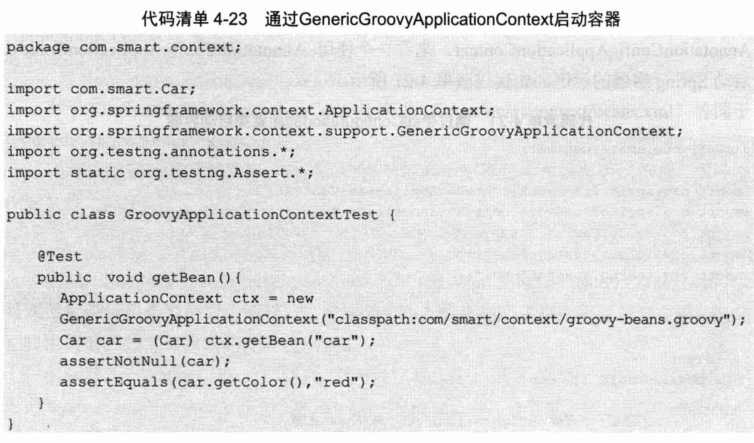 代码清单 4-23 通过GenericGroovyApplicationContext启动容器
package com.smart.context;
import com.smart.Car;
import org.springframework.context.ApplicationContext;
import org.springframework.context.support.GenericGroovyApplicationContext;
import org.testng.annotations.*;
import static org.testng.Assert.*;
public class GroovyApplicationContextTest {
@Test
public void getBean(){
ApplicationContext ctx = new
GenericGroovyApplicationContext("classpath:com/smart/context/groovy-beans.groovy");
Car car = (Car) ctx.getBean("car");
assertNotNull(car);
assertEquals(car.getColor(),"red");
}
}